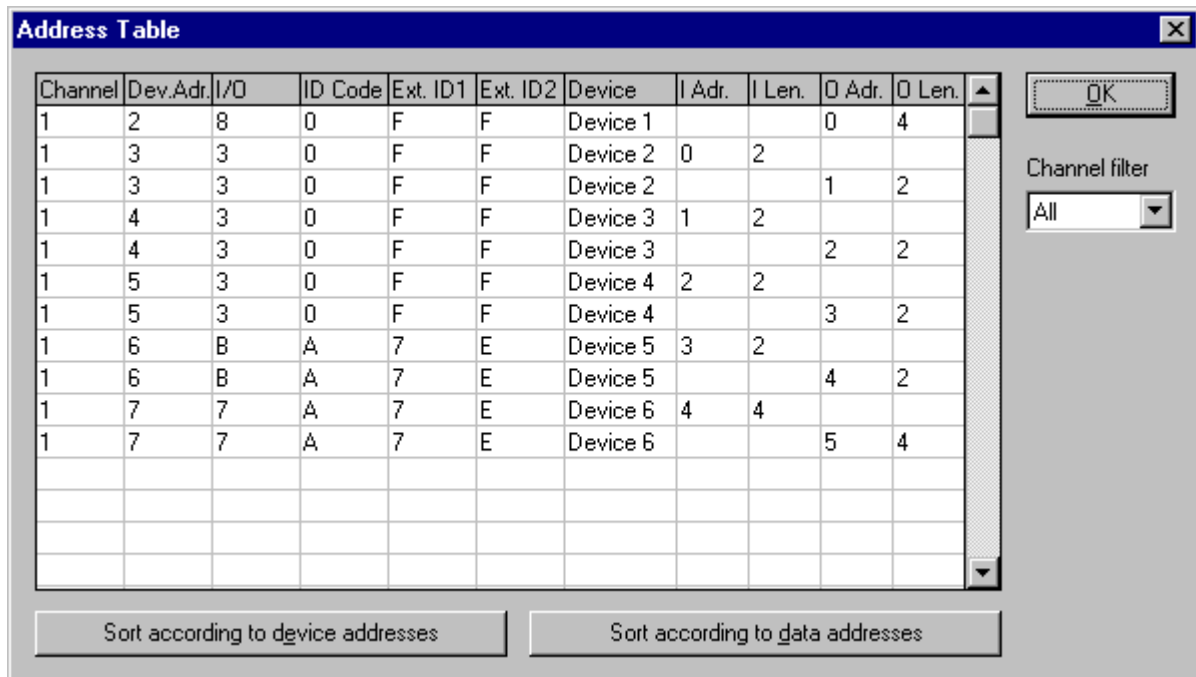 Address Table
Channel Dev.Adr. I/O ID Code Ext. ID1 Ext. ID2 Device I Adr. I Len. O Adr. O Len.
1 2 8 0 F F Device 1 0 4
1 3 3 0 F F Device 2 0 2
1 3 3 0 F F Device 2 1 2
1 4 3 0 F F Device 3 1 2
1 4 3 0 F F Device 3 2 2
1 5 3 0 F F Device 4 2 2
1 5 3 0 F F Device 4 3 2
1 6 B A 7 E Device 5 3 2
1 6 B A 7 E Device 5 4 2
1 7 7 A 7 E Device 6 4 4
1 7 7 A 7 E Device 6 5 4
OK
Channel filter
All
Sort according to device addresses
Sort according to data addresses